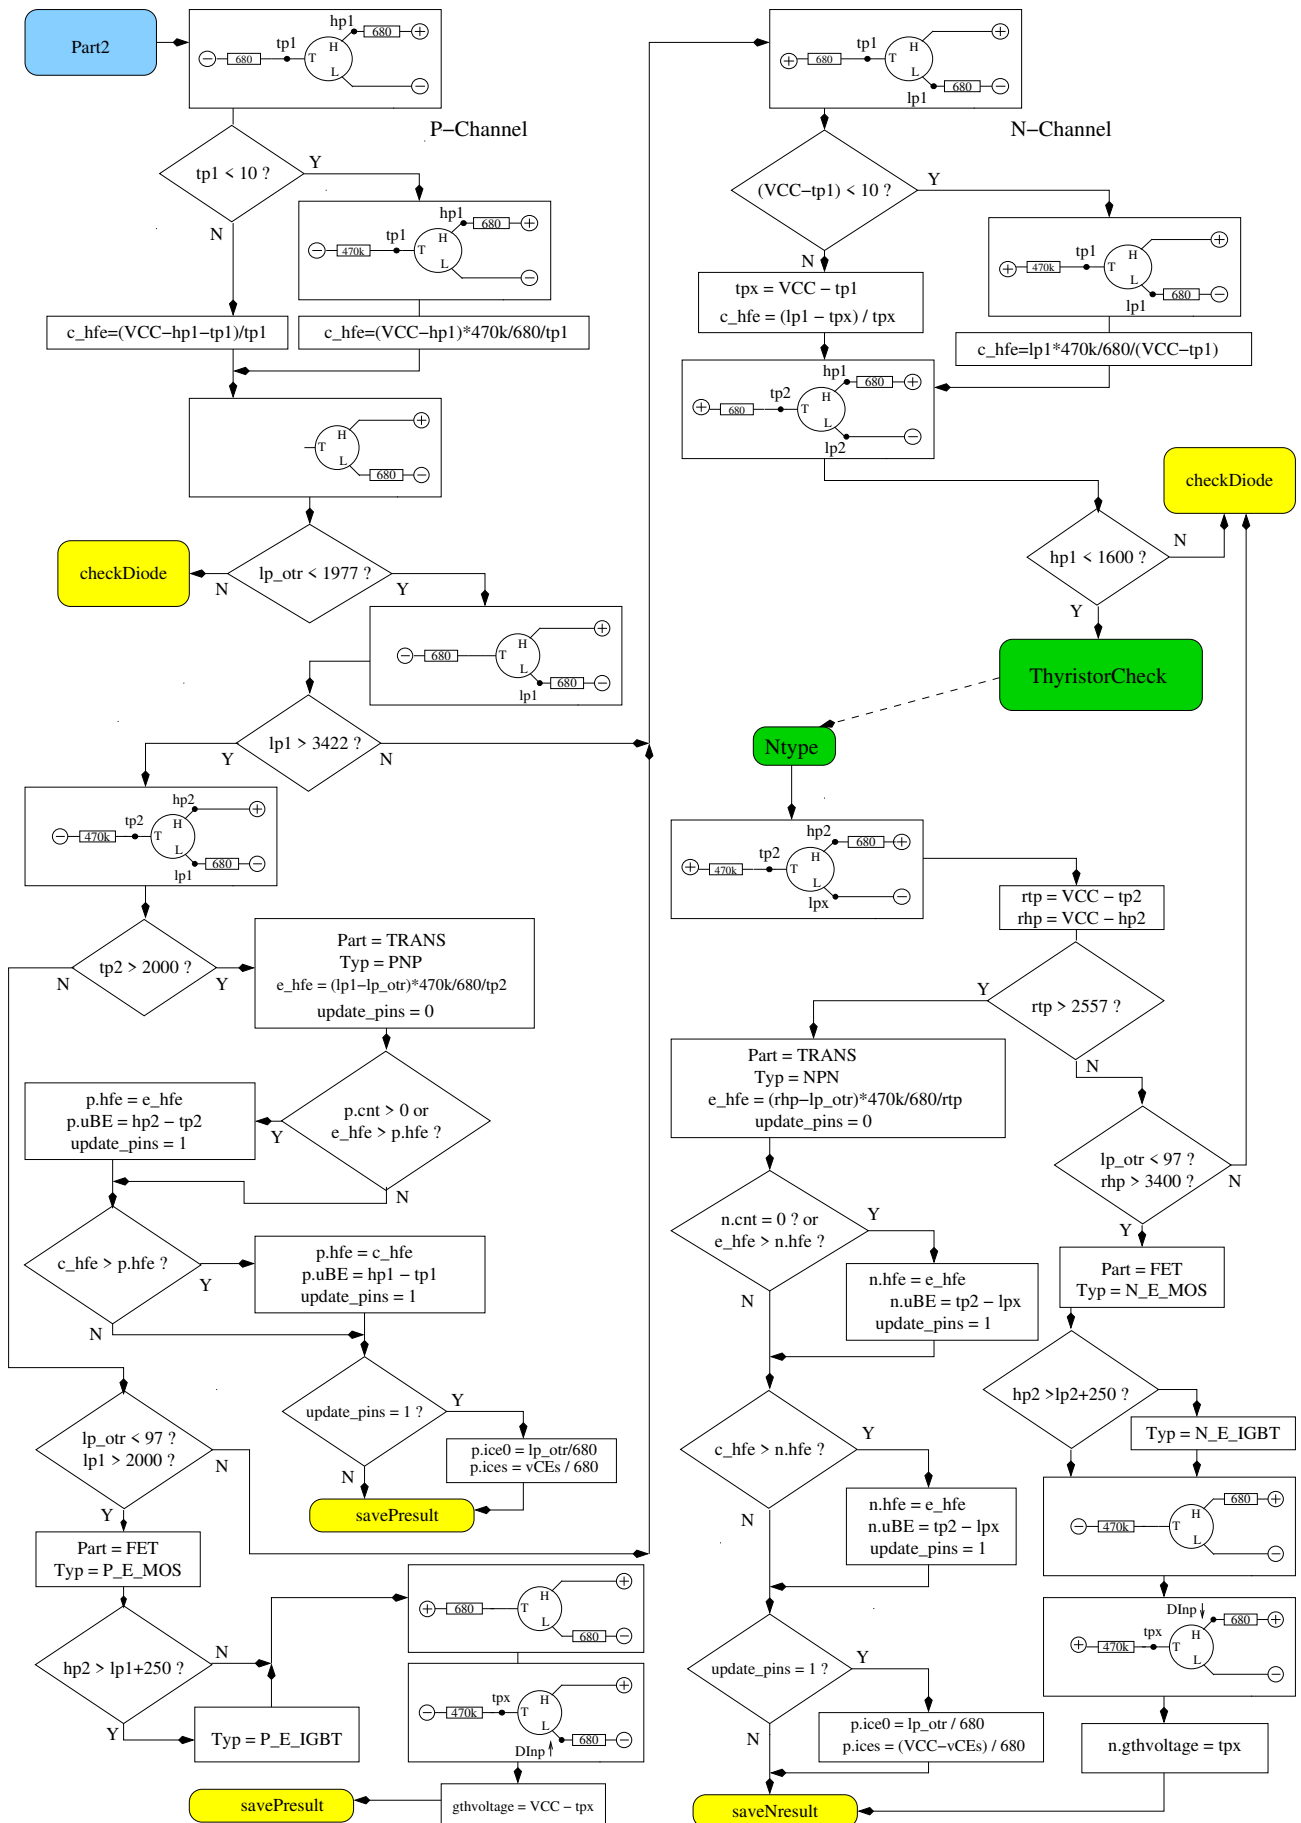 Part2
hp1
tp1
680
T
H
L
680
P−Channel
tp1 < 10 ?
Y
N
hp1
tp1
470k
T
H
L
680
c_hfe=(VCC−hp1−tp1)/tp1
c_hfe=(VCC−hp1)*470k/680/tp1
T
H
L
680
lp_otr < 1977 ?
N
Y
checkDiode
680
T
H
L
lp1
680
lp1 > 3422 ?
Y
N
hp2
tp2
470k
T
H
L
lp1
680
tp2 > 2000 ?
N
Y
Part = TRANS
Typ = PNP
e_hfe = (lp1−lp_otr)*470k/680/tp2
update_pins = 0
p.cnt > 0 or
e_hfe > p.hfe ?
Y
N
p.hfe = e_hfe
p.uBE = hp2 − tp2
update_pins = 1
c_hfe > p.hfe ?
Y
N
p.hfe = c_hfe
p.uBE = hp1 − tp1
update_pins = 1
update_pins = 1 ?
Y
N
p.ice0 = lp_otr/680
p.ices = vCEs / 680
savePresult
lp_otr < 97 ?
lp1 > 2000 ?
N
Y
Part = FET
Typ = P_E_MOS
hp2 > lp1+250 ?
N
Y
Typ = P_E_IGBT
680
T
H
L
680
tpx
470k
T
H
L
680
DInp
gthvoltage = VCC − tpx
savePresult
tp1
680
T
H
L
lp1
680
N−Channel
(VCC−tp1) < 10 ?
Y
N
tp1
470k
T
H
L
lp1
680
tpx = VCC − tp1
c_hfe = (lp1 − tpx) / tpx
c_hfe=lp1*470k/680/(VCC−tp1)
hp1
tp2
680
T
H
L
680
lp2
hp1 < 1600 ?
N
Y
checkDiode
ThyristorCheck
Ntype
hp2
tp2
470k
T
H
L
680
lpx
rtp = VCC − tp2
rhp = VCC − hp2
rtp > 2557 ?
Y
N
Part = TRANS
Typ = NPN
e_hfe = (rhp−lp_otr)*470k/680/rtp
update_pins = 0
n.cnt = 0 ? or
e_hfe > n.hfe ?
Y
N
n.hfe = e_hfe
n.uBE = tp2 − lpx
update_pins = 1
c_hfe > n.hfe ?
Y
N
n.hfe = e_hfe
n.uBE = tp2 − lpx
update_pins = 1
update_pins = 1 ?
Y
N
p.ice0 = lp_otr / 680
p.ices = (VCC−vCEs) / 680
saveNresult
lp_otr < 97 ?
rhp > 3400 ?
N
Y
Part = FET
Typ = N_E_MOS
hp2 >lp2+250 ?
Y
N
Typ = N_E_IGBT
470k
T
H
L
680
DInp
tpx
470k
T
H
L
680
n.gthvoltage = tpx